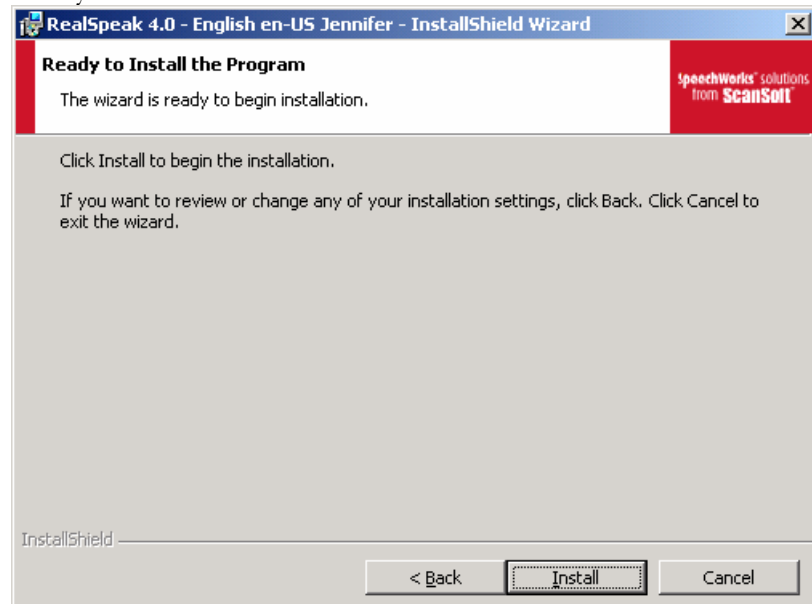 RealSpeak 4.0 - English en-US Jennifer - InstallShield Wizard
Ready to Install the Program
The wizard is ready to begin installation.
SpeechWorks™ solutions
from ScanSoft™
Click Install to begin the installation.
If you want to review or change any of your installation settings, click Back. Click Cancel to
exit the wizard.
InstallShield
< Back
Install
Cancel